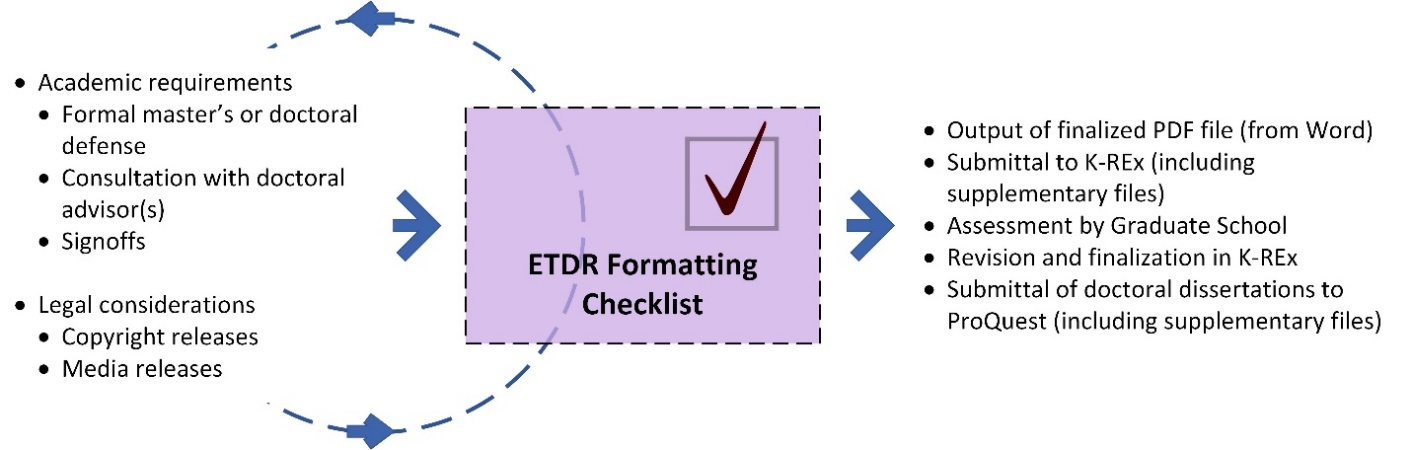 • Academic requirements
• Formal master’s or doctoral
defense
• Consultation with doctoral
advisor(s)
• Signoffs
• Legal considerations
• Copyright releases
• Media releases
ETDR Formatting
Checklist
• Output of finalized PDF file (from Word)
• Submittal to K-REx (including
supplementary files)
• Assessment by Graduate School
• Revision and finalization in K-REx
• Submittal of doctoral dissertations to
ProQuest (including supplementary files)